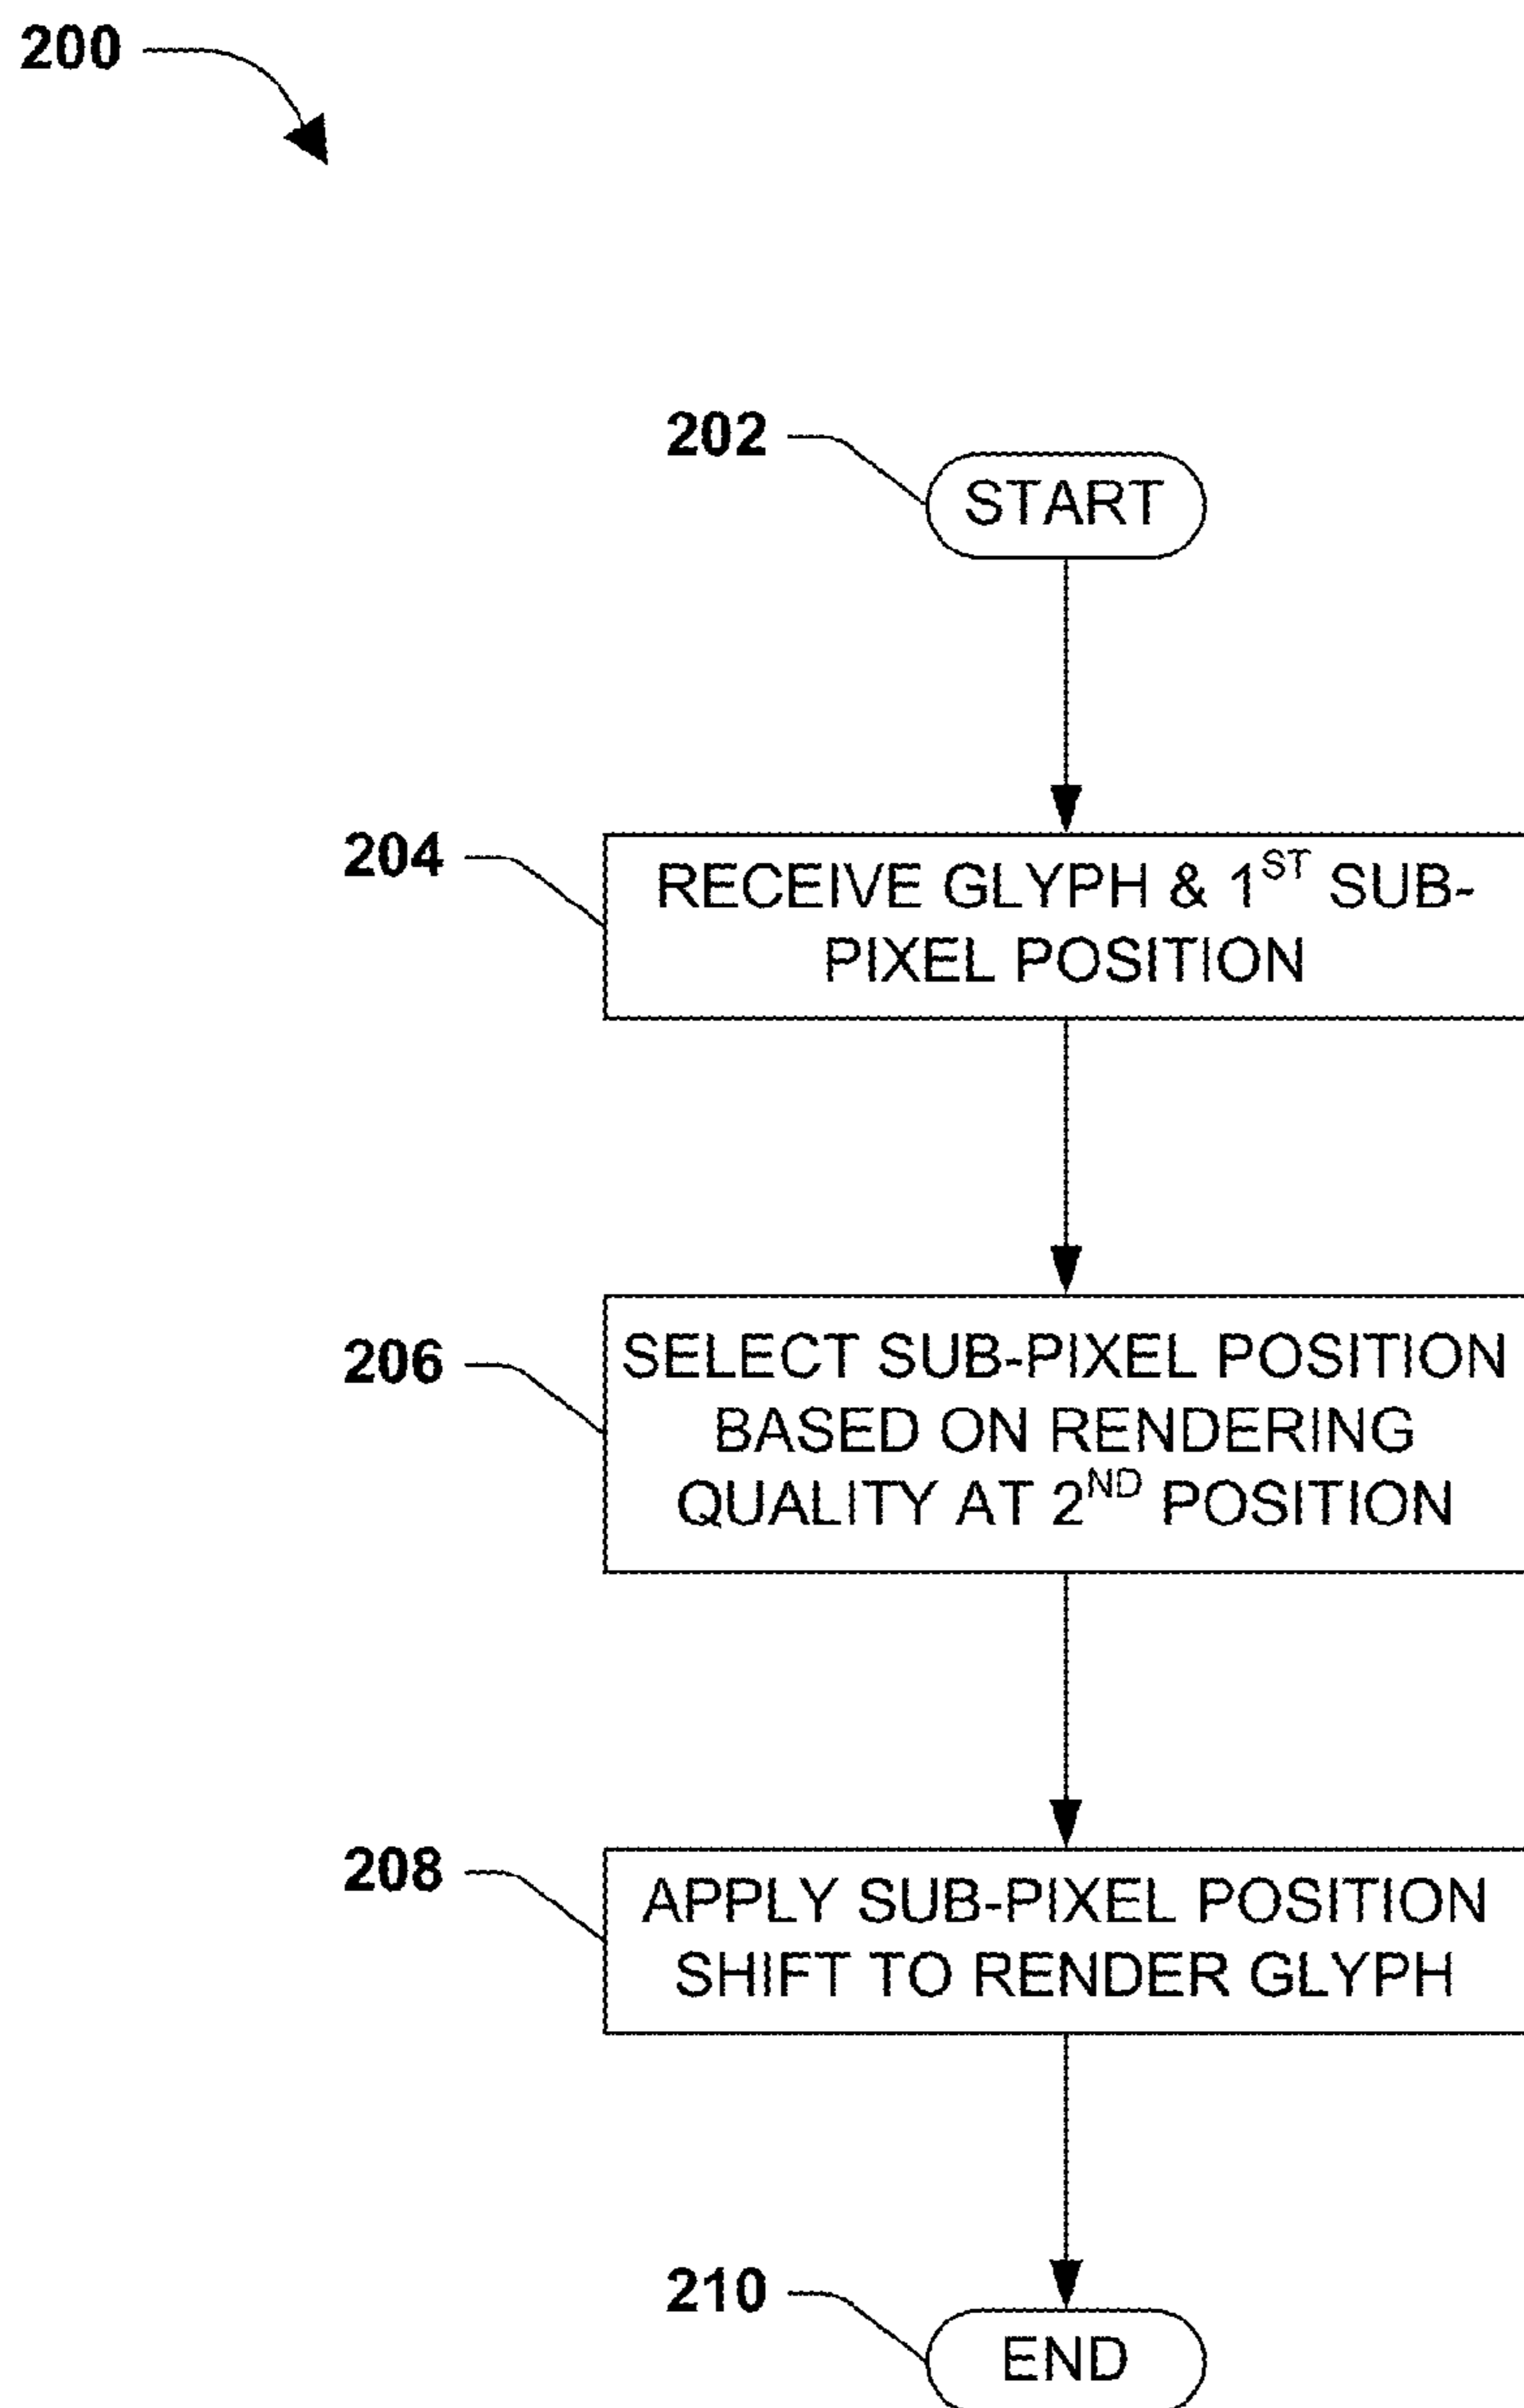 200
202
START
204
RECEIVE GLYPH & 1ST SUB-
PIXEL POSITION
206
SELECT SUB-PIXEL POSITION
BASED ON RENDERING
QUALITY AT 2ND POSITION
208
APPLY SUB-PIXEL POSITION
SHIFT TO RENDER GLYPH
210
END